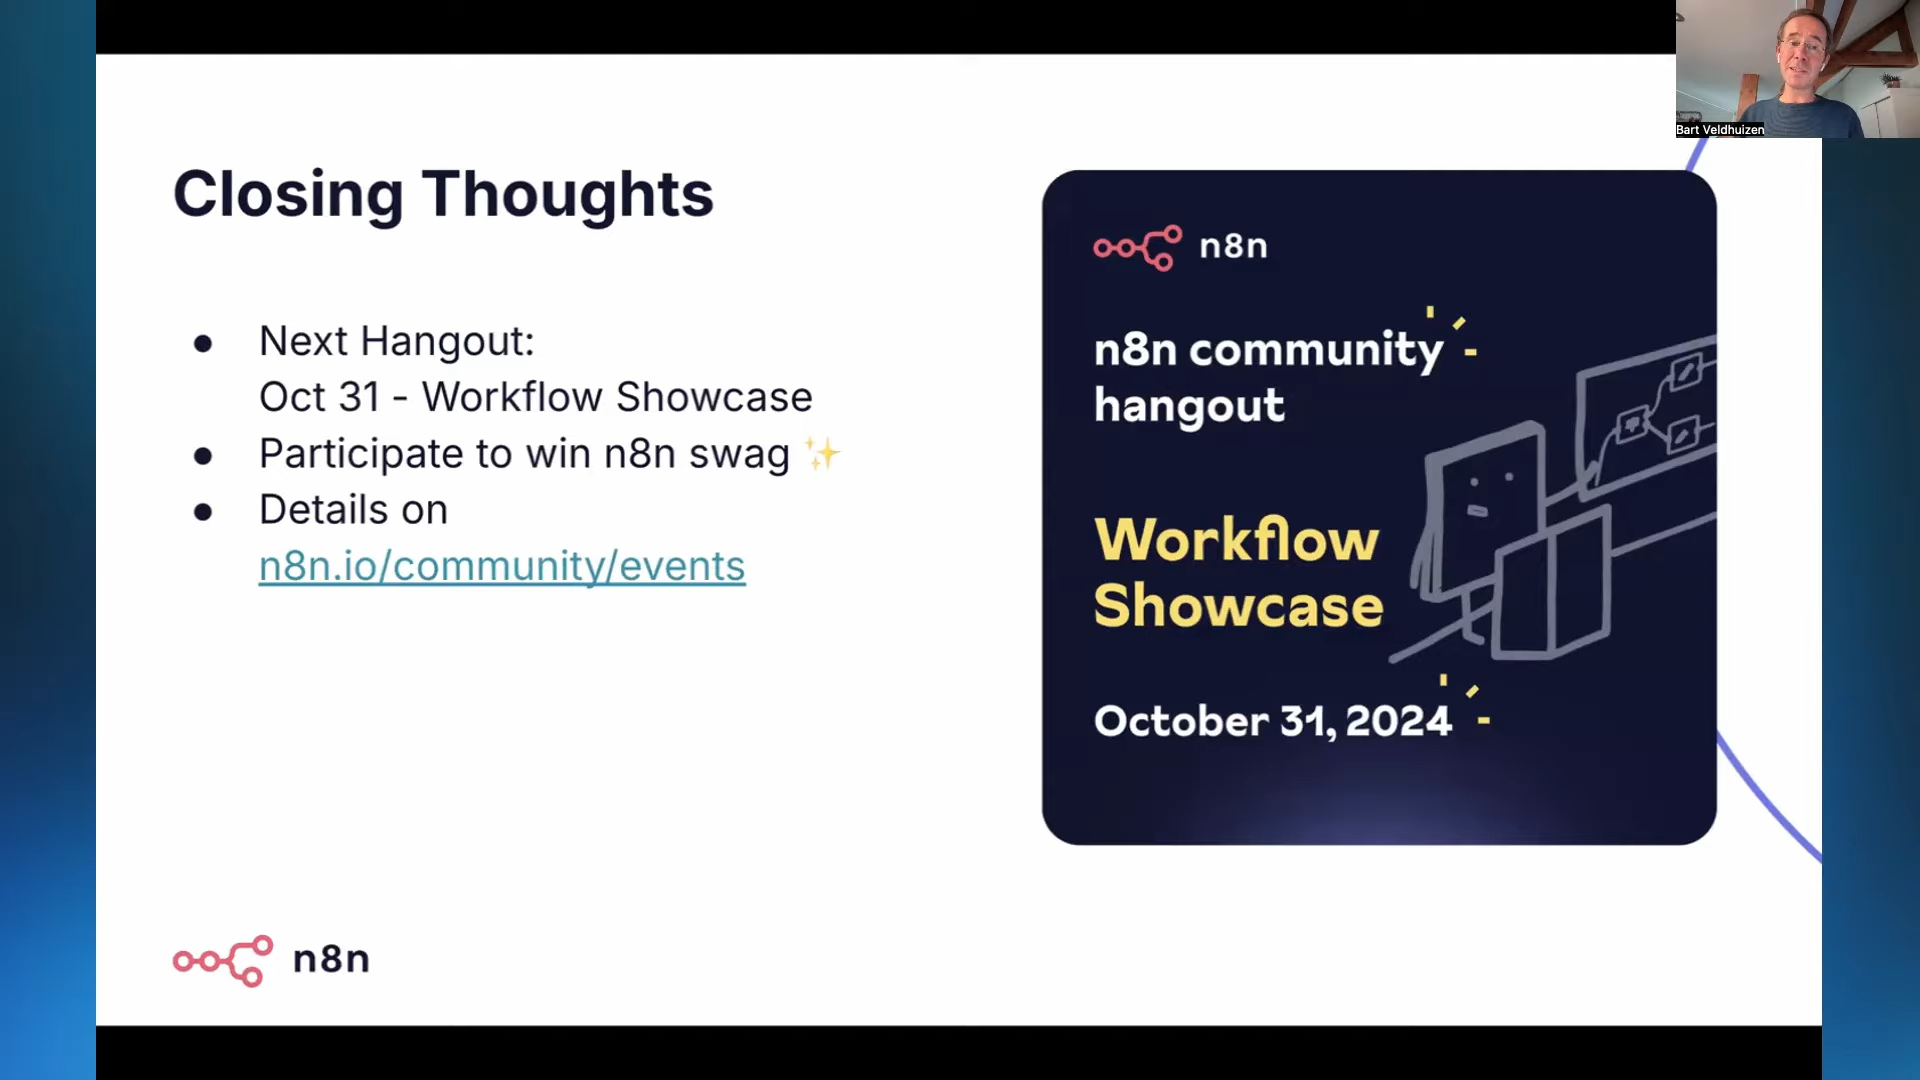 Bart Veldhuizen
Closing Thoughts
● Next Hangout:
Oct 31 - Workflow Showcase
● Participate to win n8n swag ✨
● Details on
n8n.io/community/events
n8n
n8n community
hangout
Workflow
Showcase
October 31, 2024
n8n